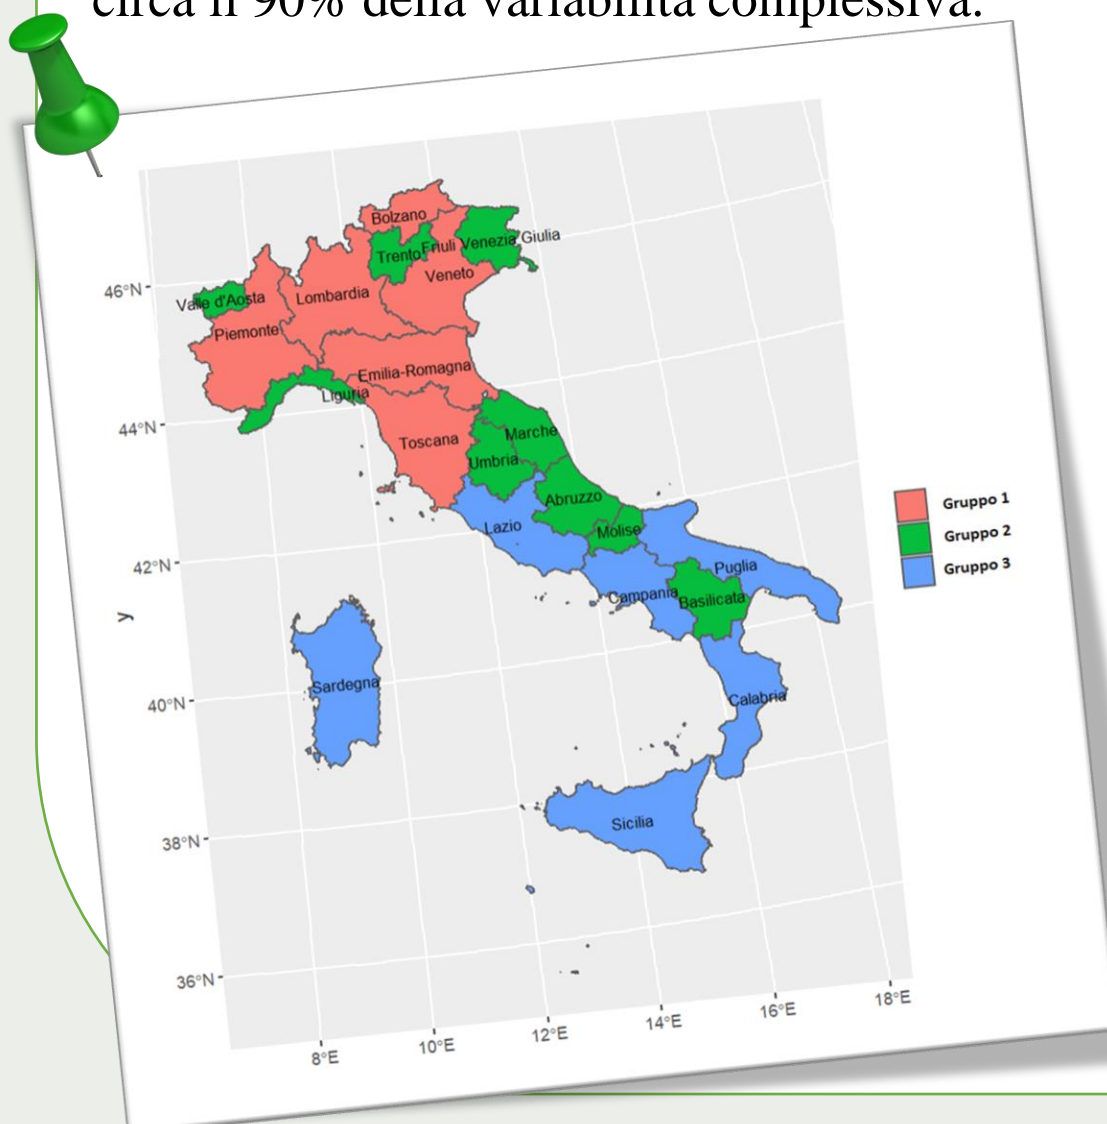 circa il 90% della variabilità complessiva.
Bolzano
Trento
Friuli Venezia Giulia
Veneto
Valle d'Aosta
Lombardia
Piemonte
Emilia-Romagna
Liguria
Toscana
Marche
Umbria
Abruzzo
Lazio
Molise
Puglia
Campania
Basilicata
Sardegna
Calabria
Sicilia
46°N
44°N
42°N
40°N
38°N
36°N
y
8°E
10°E
12°E
14°E
16°E
18°E
Gruppo 1
Gruppo 2
Gruppo 3